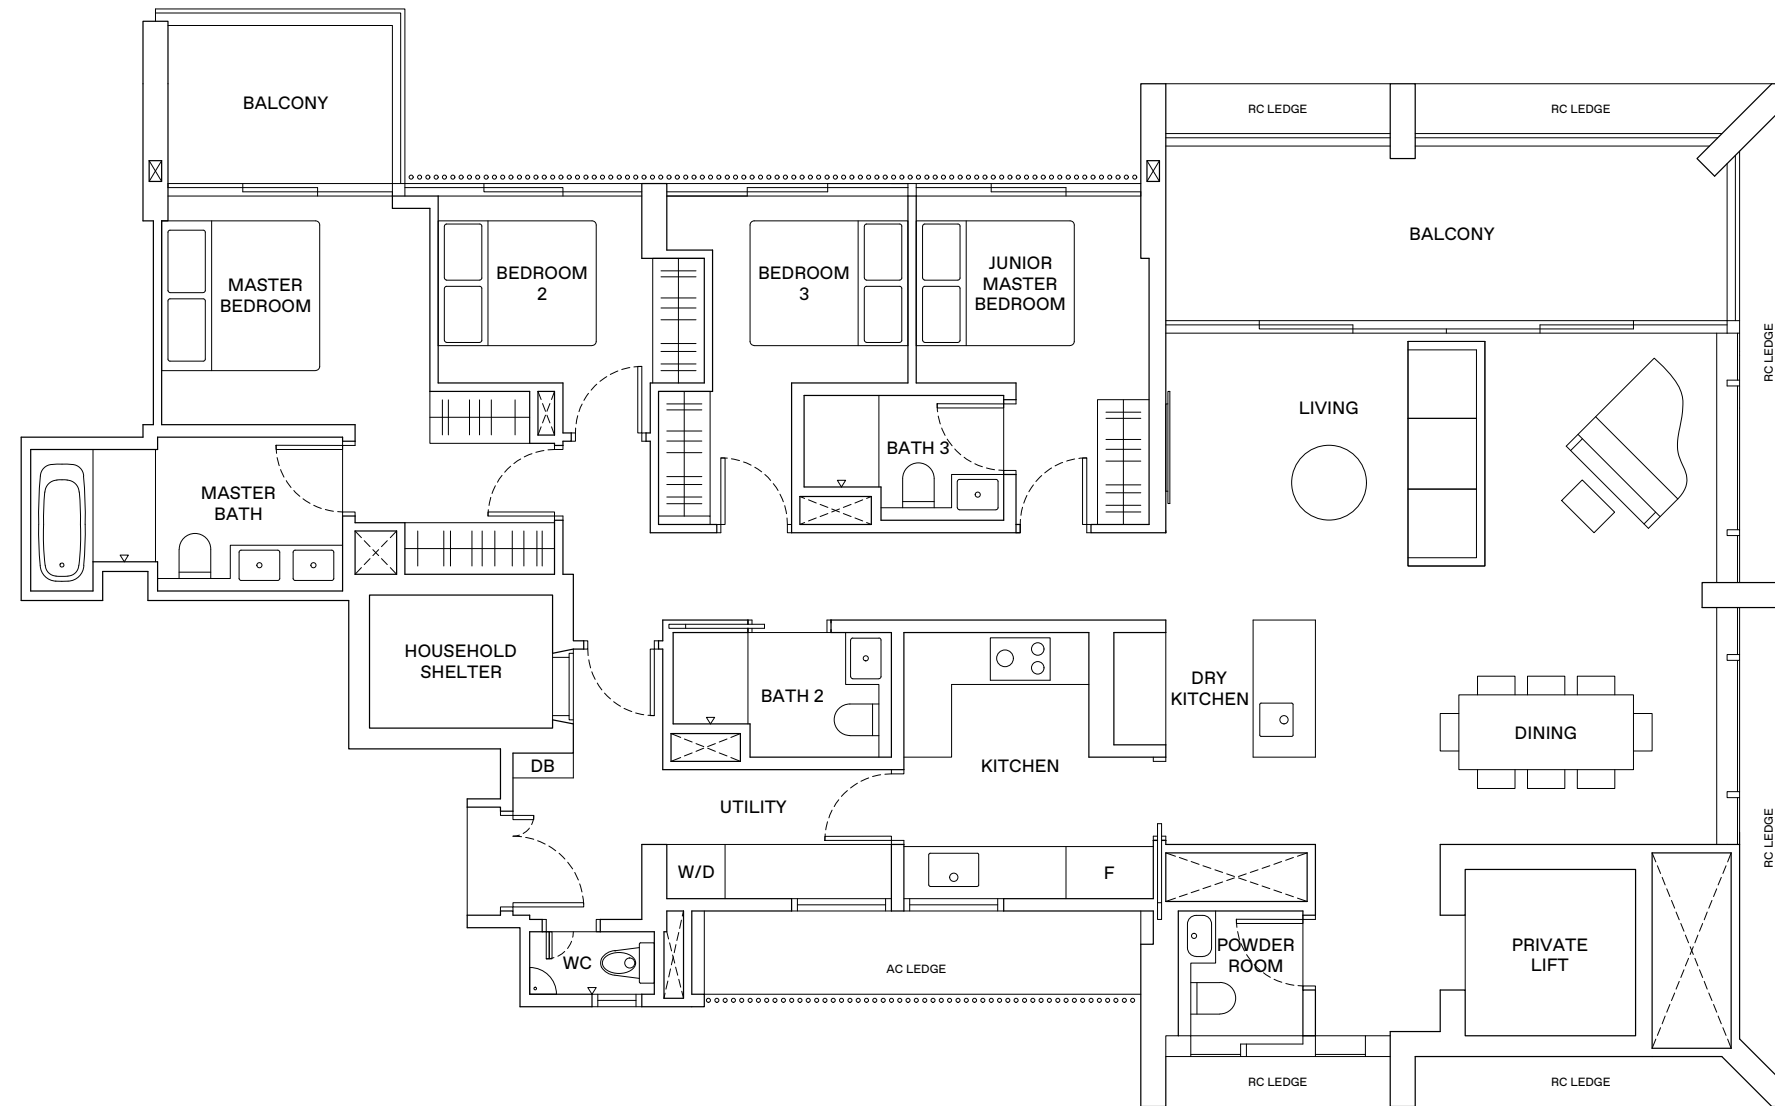 BALCONY
RC LEDGE
RC LEDGE
BALCONY
MASTER
BEDROOM
BEDROOM
2
BEDROOM
3
JUNIOR
MASTER
BEDROOM
RC LEDGE
LIVING
BATH 3
MASTER
BATH
HOUSEHOLD
SHELTER
BATH 2
DRY
KITCHEN
DINING
DB
KITCHEN
UTILITY
RC LEDGE
W/D
F
WC
AC LEDGE
POWDER
ROOM
PRIVATE
LIFT
RC LEDGE
RC LEDGE